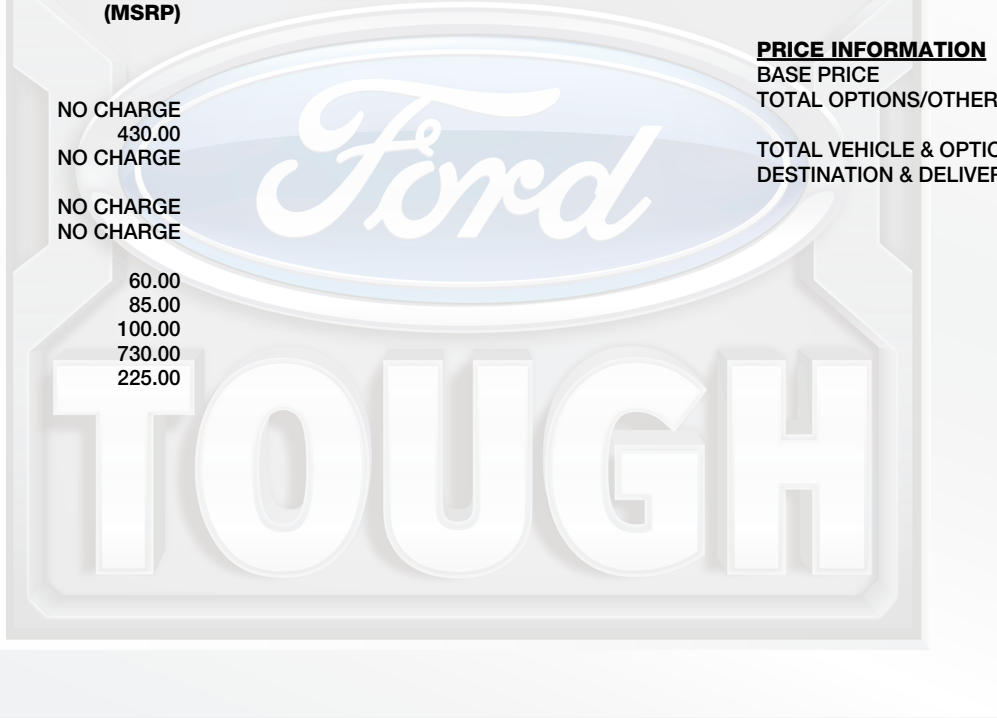 (MSRP)
NO CHARGE
430.00
NO CHARGE
NO CHARGE
NO CHARGE
60.00
85.00
100.00
730.00
225.00
PRICE INFORMATION
BASE PRICE
TOTAL OPTIONS/OTHER
TOTAL VEHICLE & OPTIO
DESTINATION & DELIVER
Ford
TOUGH